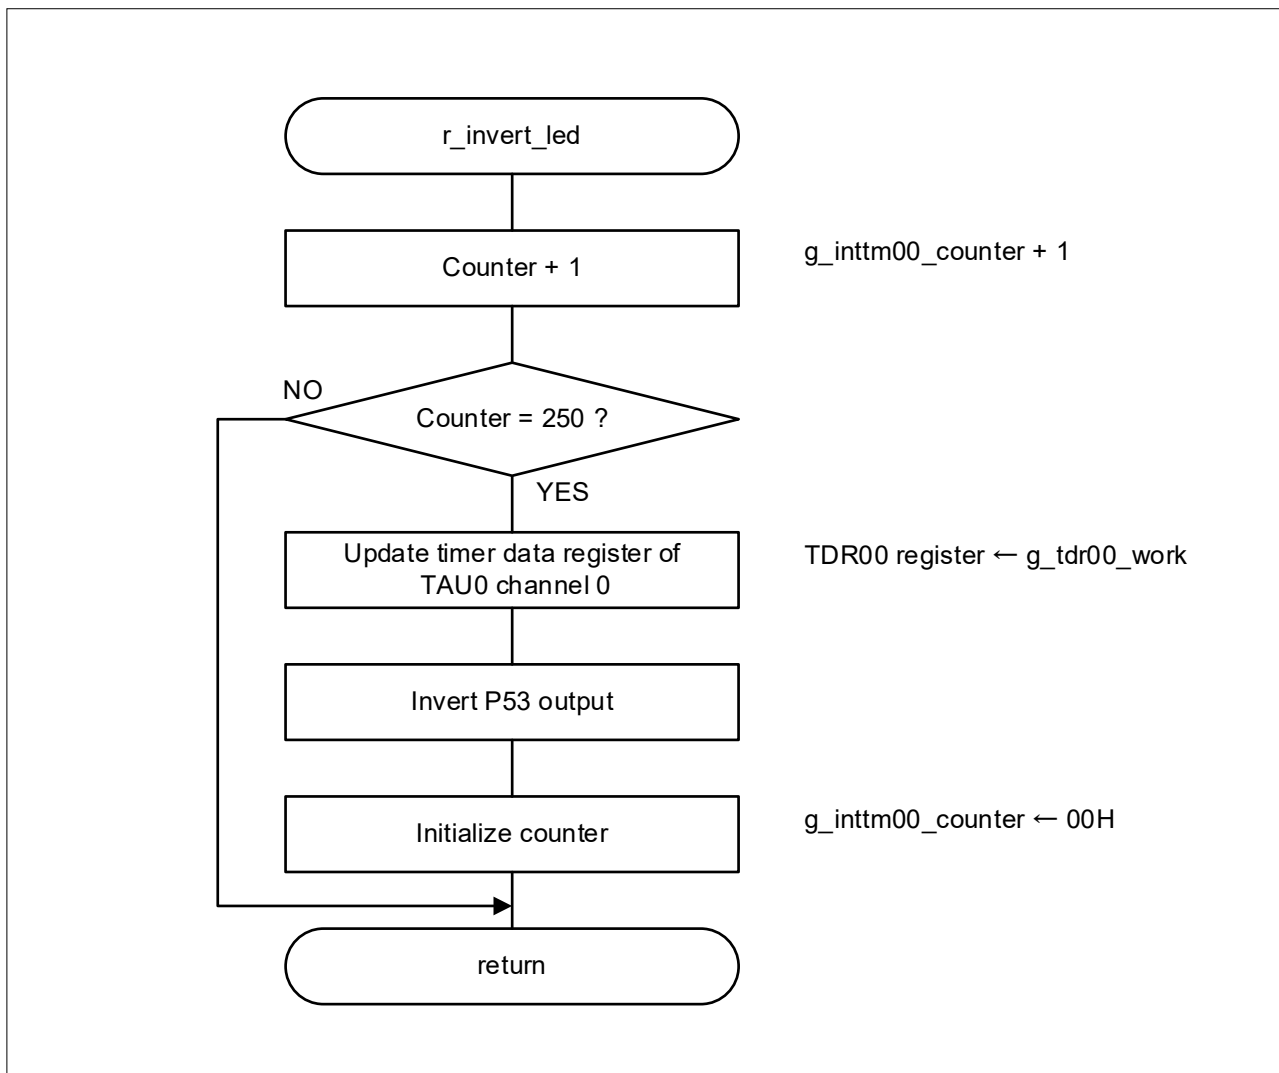 r_invert_led
Counter + 1
g_inttm00_counter + 1
NO
Counter = 250 ?
YES
Update timer data register of
TAU0 channel 0
TDR00 register ← g_tdr00_work
Invert P53 output
Initialize counter
g_inttm00_counter ← 00H
return